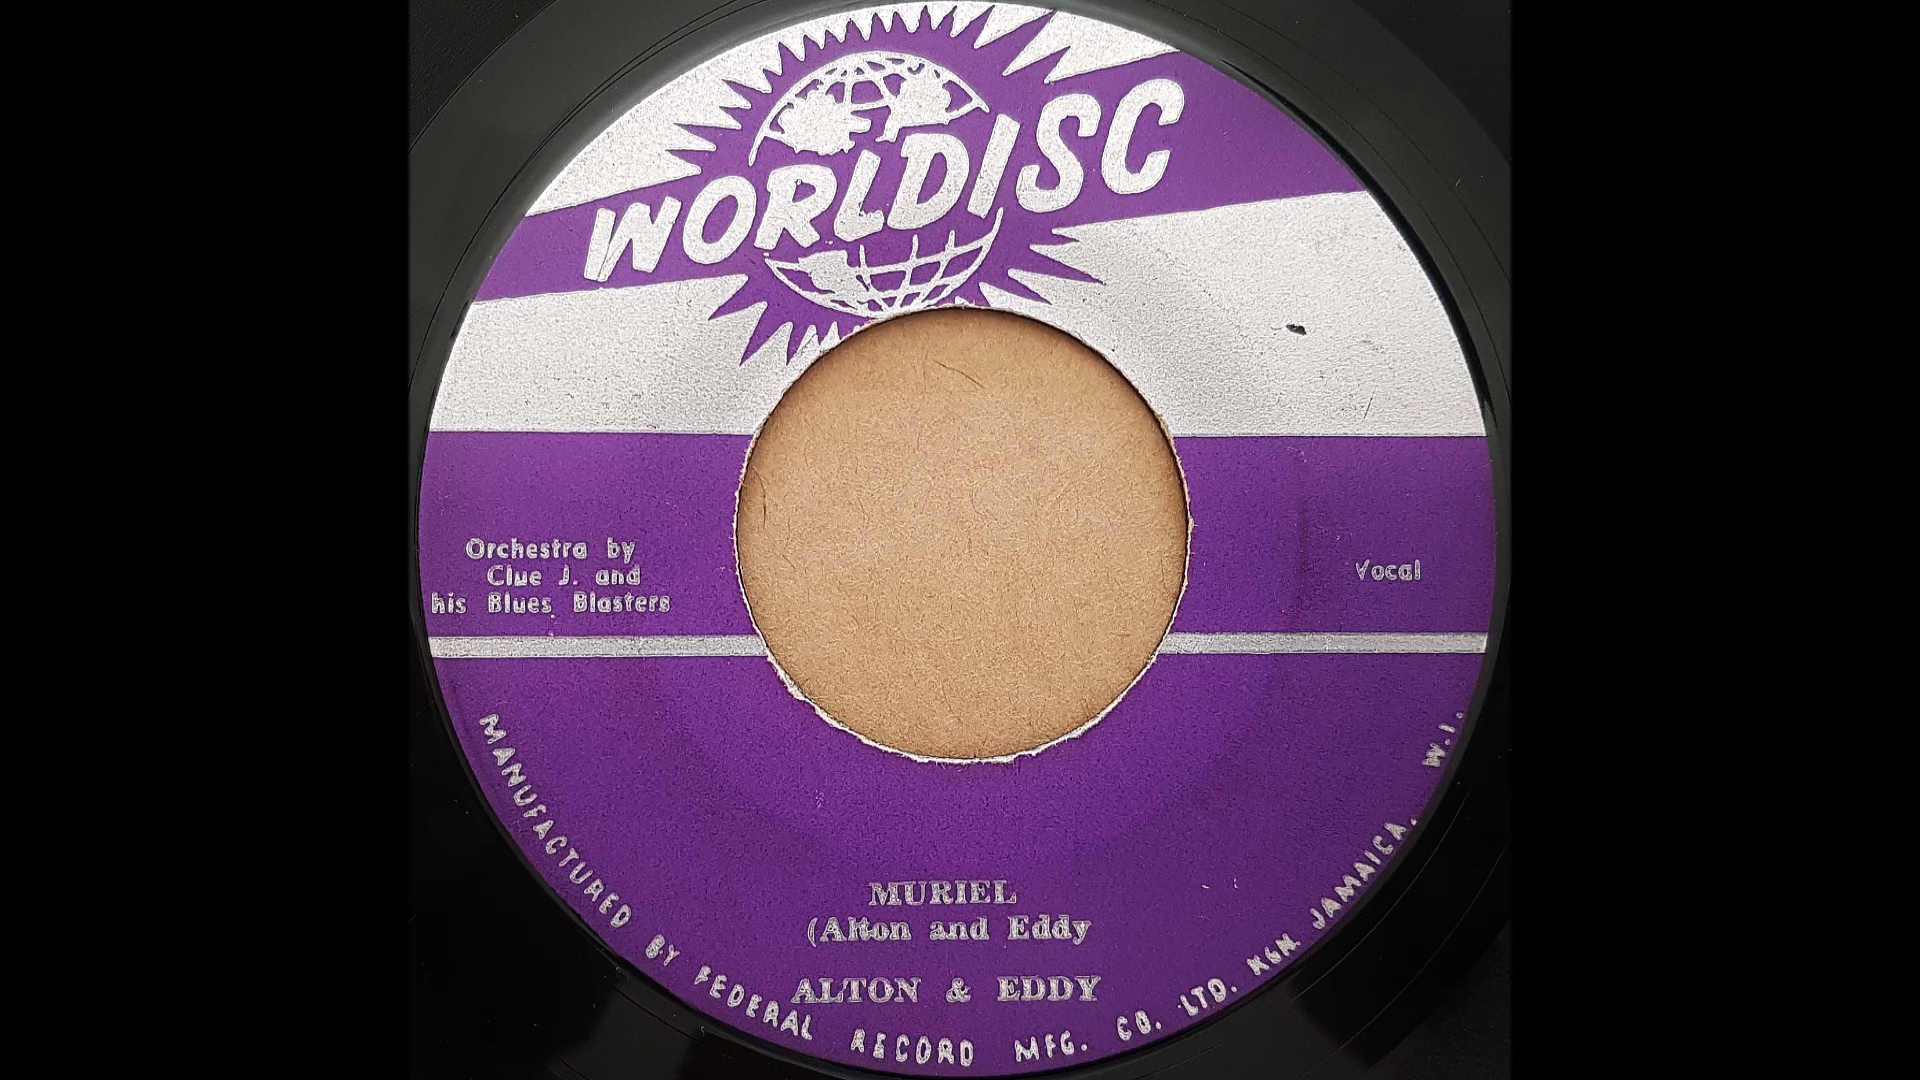 WORLDISC
Orchestra by
Clue J. and
his Blues Blasters
Vocal
MURIEL
(Alton and Eddy
ALTON & EDDY
MANUFACTURED BY FEDERAL RECORD MFG. CO. LTD. KGN. JAMAICA, W.I.